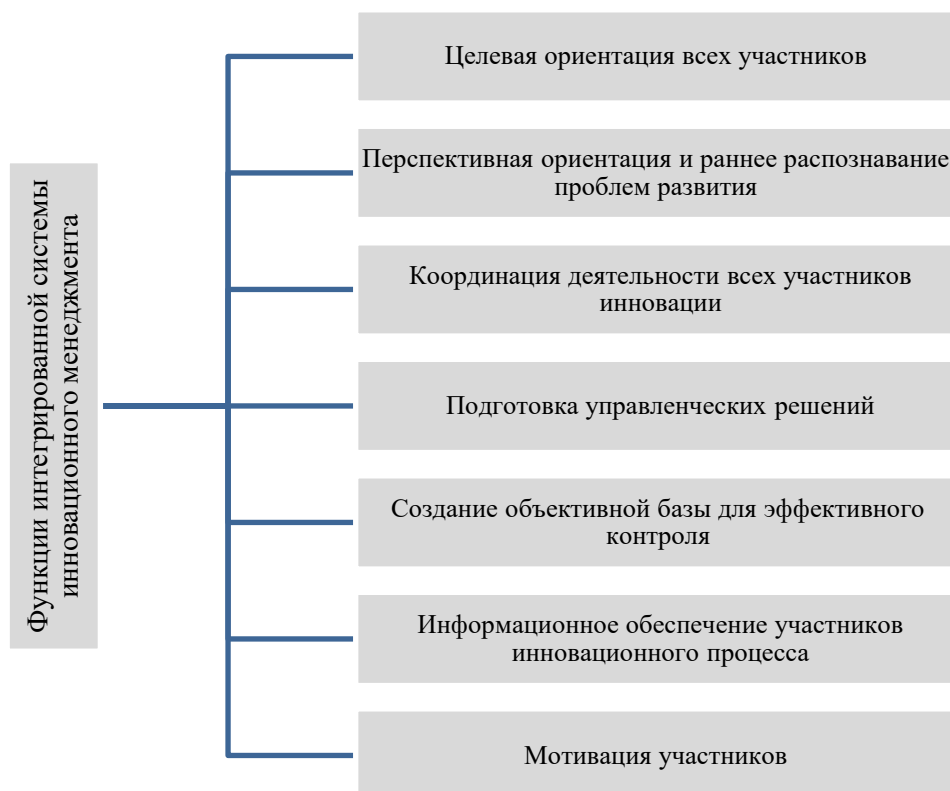 Функции интегрированной системы
инновационного менеджмента
Целевая ориентация всех участников
Перспективная ориентация и раннее распознавание
проблем развития
Координация деятельности всех участников
инновации
Подготовка управленческих решений
Создание объективной базы для эффективного
контроля
Информационное обеспечение участников
инновационного процесса
Мотивация участников